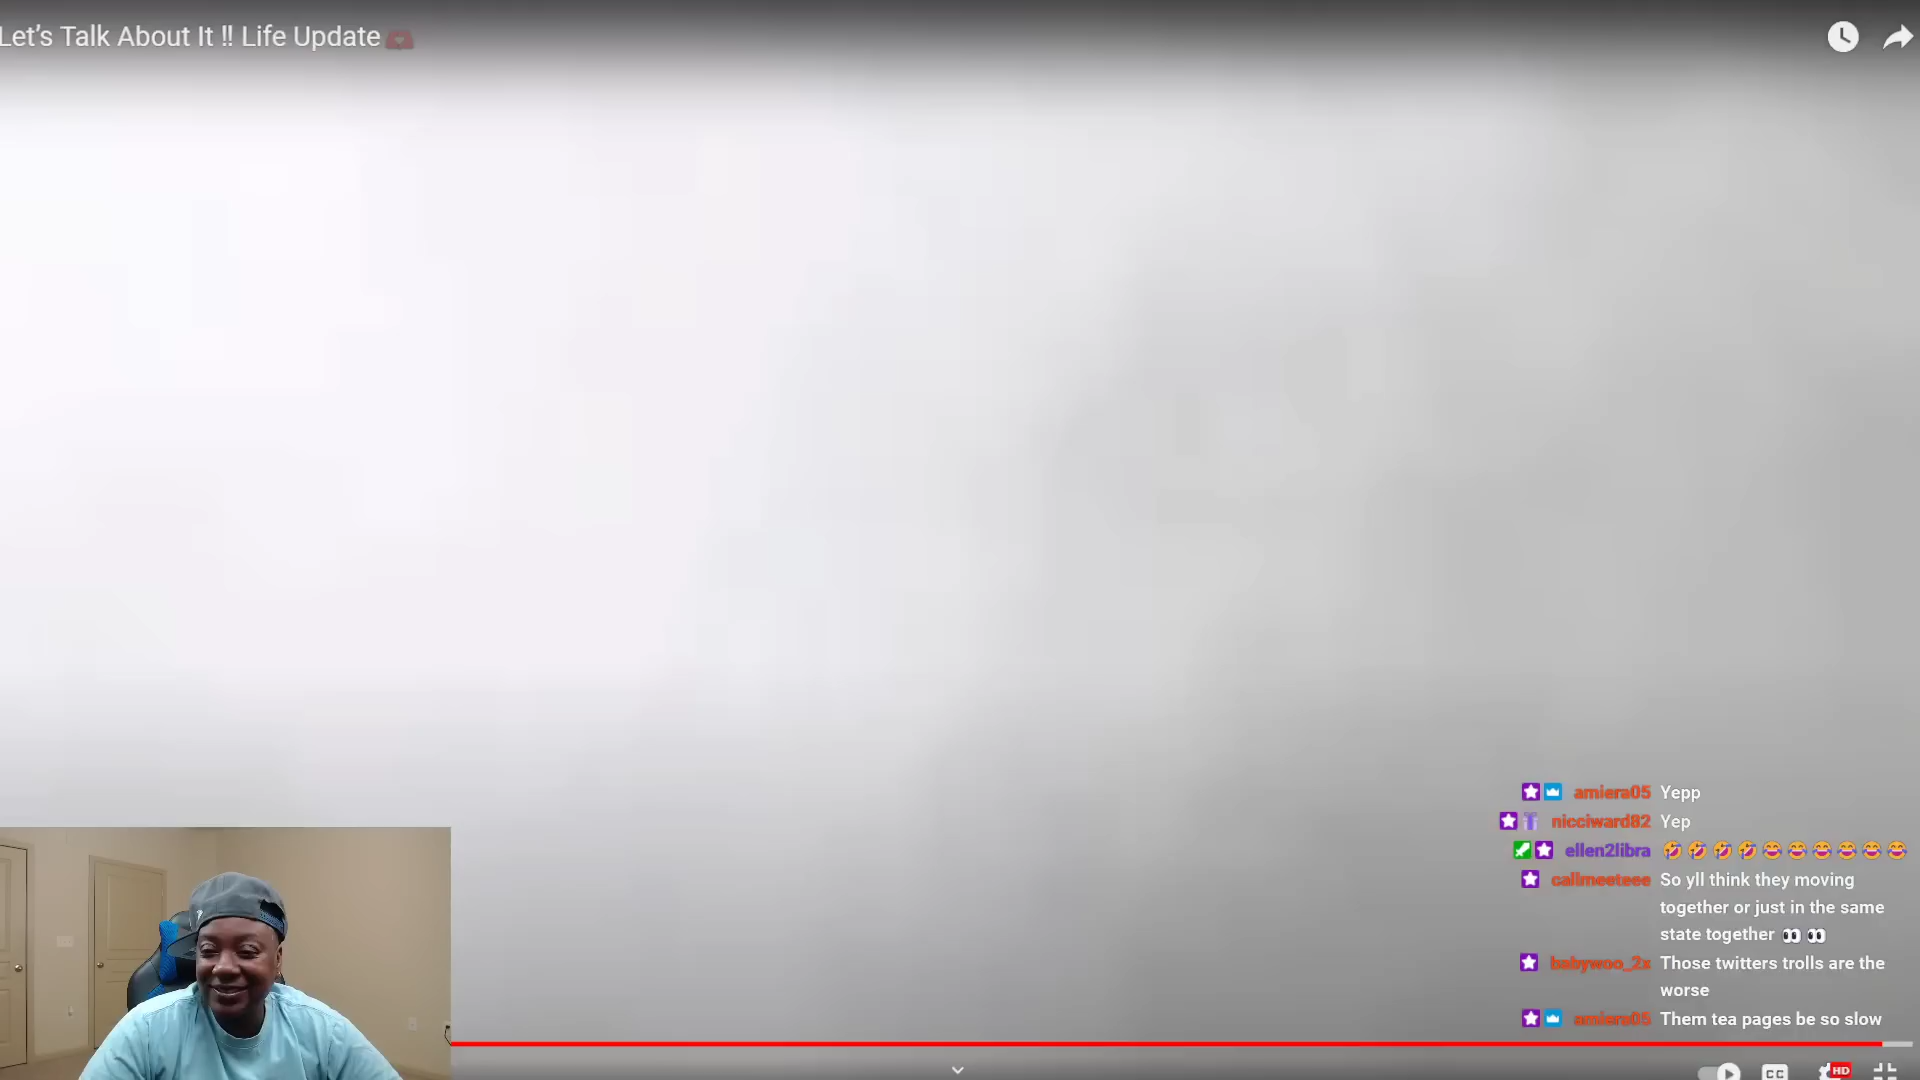 Let's Talk About It ‼ Life Update
amiera05 Yepp
nicciward82 Yep
ellen2libra 🤣🤣🤣🤣😂😂😂😂😂😂
callmeeteee So yll think they moving
together or just in the same
state together 👀 👀
babywoo_2x Those twitters trolls are the
worse
amiera05 Them tea pages be so slow
CC
HD